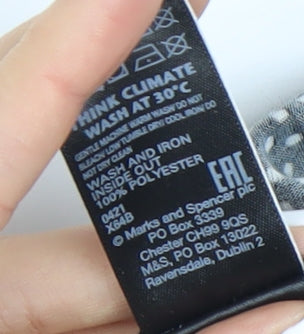 THINK CLIMATE
WASH AT 30°C
GENTLE MACHINE WARM WASH/ DO NOT
BLEACH/ LOW TUMBLE DRY/ COOL IRON/ DO
NOT DRY CLEAN
WASH AND IRON
INSIDE OUT
100% POLYESTER
0421
X64B
EAC
© Marks and Spencer plc
PO Box 3339
Chester CH99 9QS
M&S, PO Box 13022
Ravensdale, Dublin 2